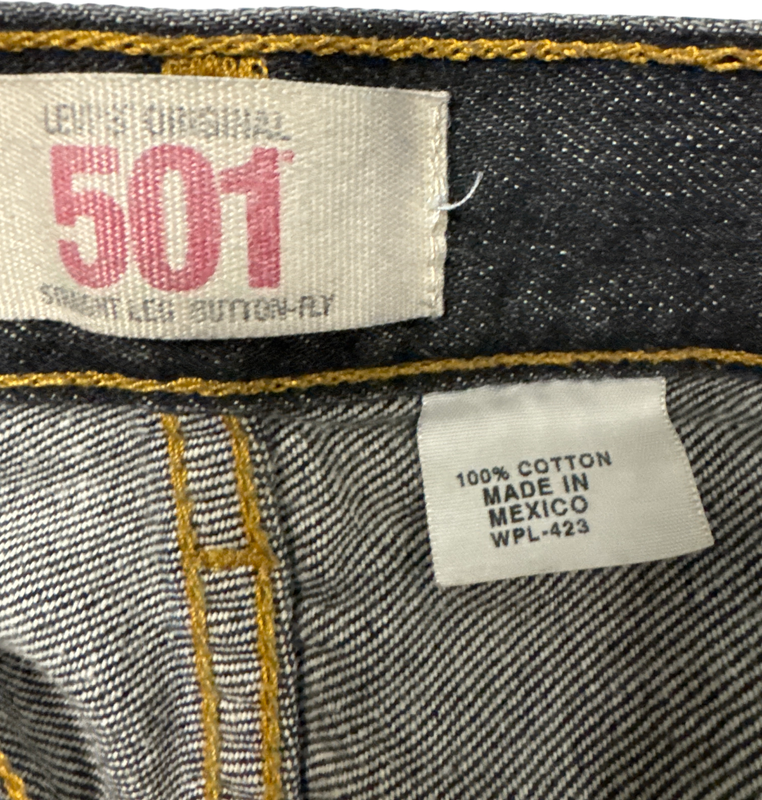 LEVI'S ORIGINAL
501
STRAIGHT LEG BUTTON-FLY
100% COTTON
MADE IN
MEXICO
WPL-423